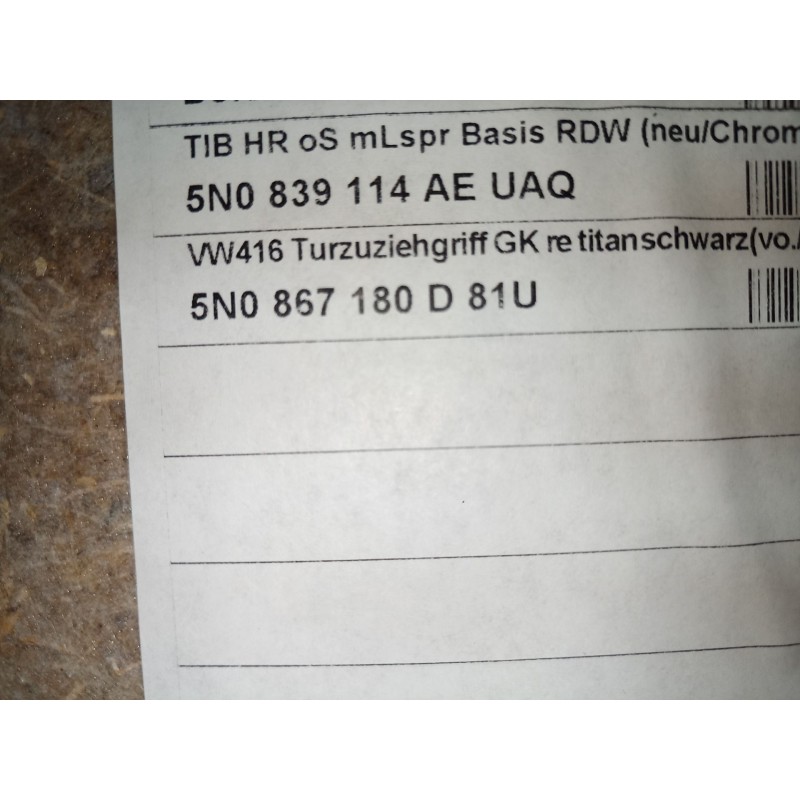 TIB HR oS mLspr Basis RDW (neu/Chrom
5N0 839 114 AE UAQ
VW416 Turzuziehgriff GK re titanschwarz(vo./
5N0 867 180 D 81U